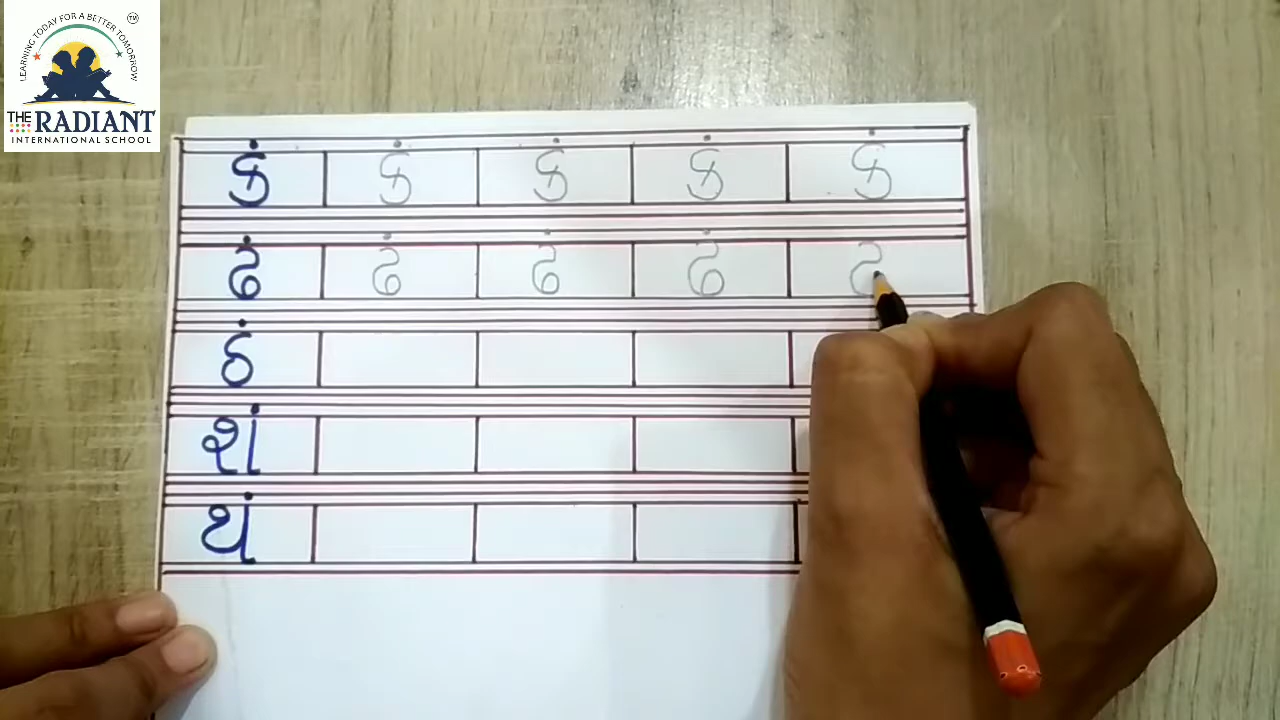 LEARNING TODAY FOR A BETTER TOMORROW
TM
THE RADIANT
INTERNATIONAL SCHOOL
ફં ફં ફં ફં ફં
ઢં ઢં ઢં ઢં ઢ
ઠં
શં
થં